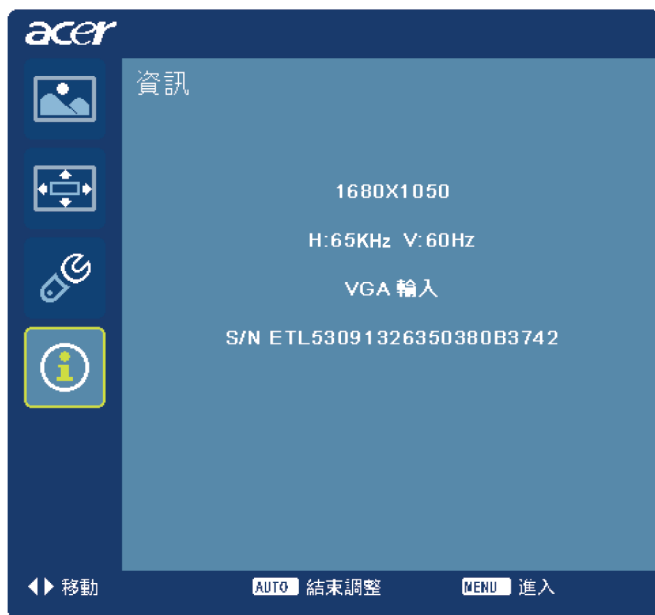 acer
資訊
1680X1050
H:65KHz V:60Hz
VGA 輸入
S/N ETL53091326350380B3742
移動 AUTO 結束調整 MENU 進入